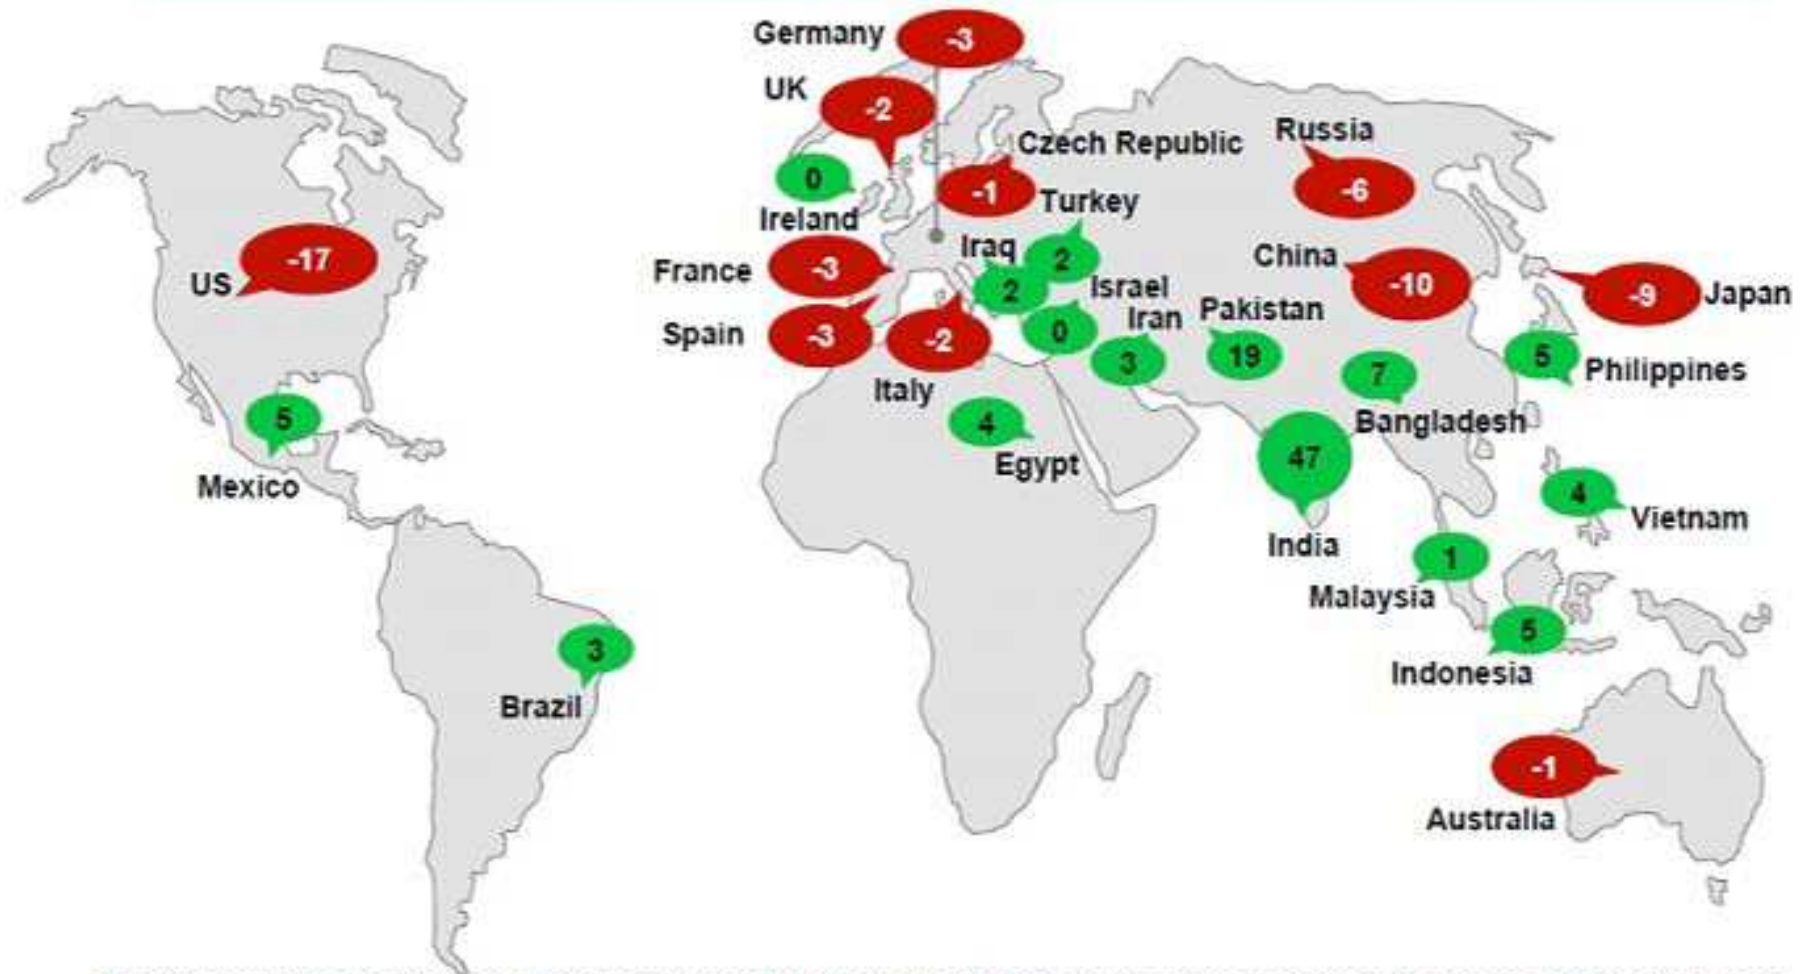 Germany -3
UK -2
Czech Republic -1
Russia -6
0 Ireland
Turkey 2
Iraq 2
France -3
China -10
US -17
Israel 0
-9 Japan
Iran 3
Pakistan 19
Spain -3
-2 Italy
5 Philippines
7 Bangladesh
5 Mexico
4 Egypt
47 India
4 Vietnam
1 Malaysia
5 Indonesia
3 Brazil
-1 Australia